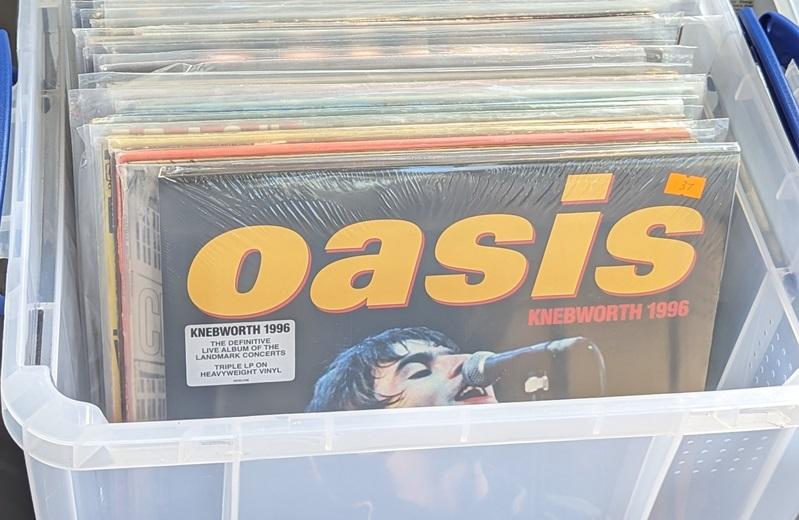 37
oasis
KNEBWORTH 1996
KNEBWORTH 1996
THE DEFINITIVE
LIVE ALBUM OF THE
LANDMARK CONCERTS
TRIPLE LP ON
HEAVYWEIGHT VINYL